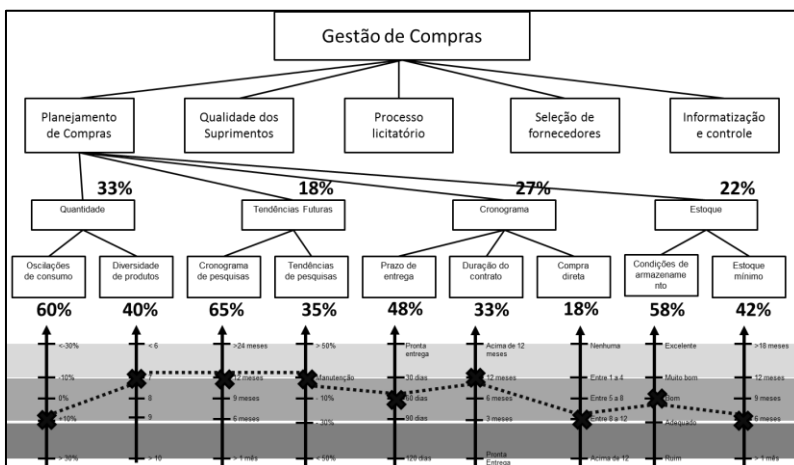 Gestão de Compras
Planejamento
de Compras
Qualidade dos
Suprimentos
Processo
licitatório
Seleção de
fornecedores
Informatização
e controle
33%
18%
27%
22%
Quantidade
Tendências Futuras
Cronograma
Estoque
Oscilações
de consumo
Diversidade
de produtos
Cronograma
de pesquisas
Tendências
de pesquisas
Prazo de
entrega
Duração do
contrato
Compra
direta
Condições de
armazename
nto
Estoque
mínimo
60%
40%
65%
35%
48%
33%
18%
58%
42%
<-30%
-10%
0%
+10%
> 30%
< 6
8
9
> 10
>24 meses
12 meses
9 meses
6 meses
> 1 mês
> 50%
Manutenção
- 10%
- 30%
< 50%
Pronta
entrega
30 dias
60 dias
90 dias
120 dias
Acima de 12
meses
12 meses
6 meses
3 meses
Pronta
Entrega
Nenhuma
Entre 1 a 4
Entre 5 a 8
Entre 8 a 12
Acima de 12
Excelente
Muito bom
Bom
Adequado
Ruim
>18 meses
12 meses
9 meses
6 meses
> 1 mês